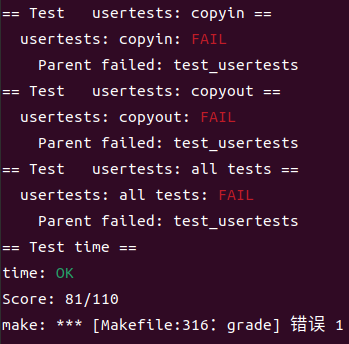 == Test   usertests: copyin ==
  usertests: copyin: FAIL
    Parent failed: test_usertests
== Test   usertests: copyout ==
  usertests: copyout: FAIL
    Parent failed: test_usertests
== Test   usertests: all tests ==
  usertests: all tests: FAIL
    Parent failed: test_usertests
== Test time ==
time: OK
Score: 81/110
make: *** [Makefile:316：grade] 错误 1